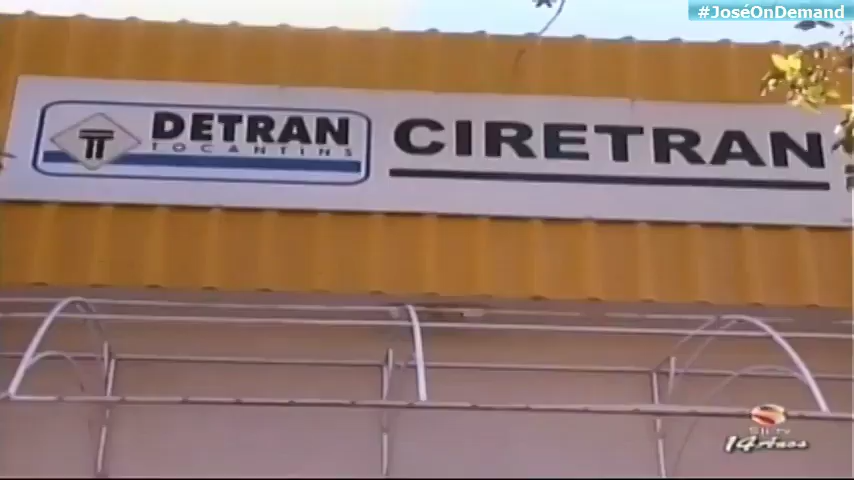 #JoséOnDemand
DETRAN
TOCANTINS
CIRETRAN
14 Anos